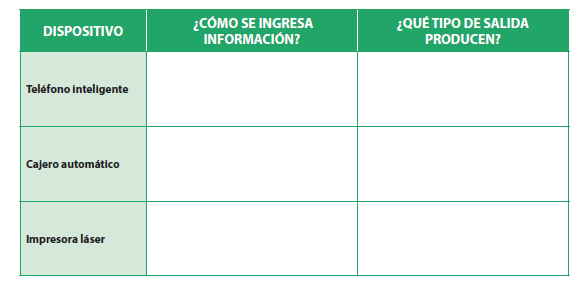 DISPOSITIVO
¿CÓMO SE INGRESA
INFORMACIÓN?
¿QUÉ TIPO DE SALIDA
PRODUCEN?
Teléfono inteligente
Cajero automático
Impresora láser